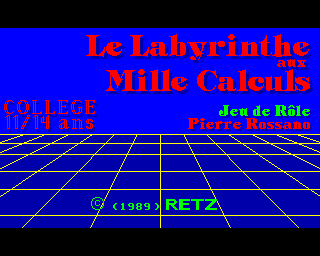 Le Labyrinthe
aux
Mille Calculs
COLLEGE
11/14 ans
Jeu de Rôle
Pierre Rossano
© (1989) RETZ